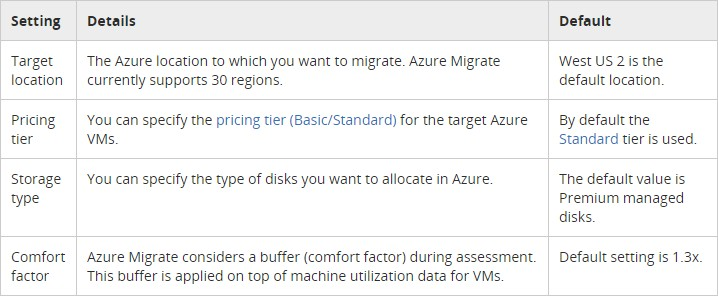 Setting Details Default
Target
location
The Azure location to which you want to migrate. Azure Migrate
currently supports 30 regions.
West US 2 is the
default location.
Pricing
tier
You can specify the pricing tier (Basic/Standard) for the target Azure
VMs.
By default the
Standard tier is used.
Storage
type
You can specify the type of disks you want to allocate in Azure.
The default value is
Premium managed
disks.
Comfort
factor
Azure Migrate considers a buffer (comfort factor) during assessment.
This buffer is applied on top of machine utilization data for VMs.
Default setting is 1.3x.